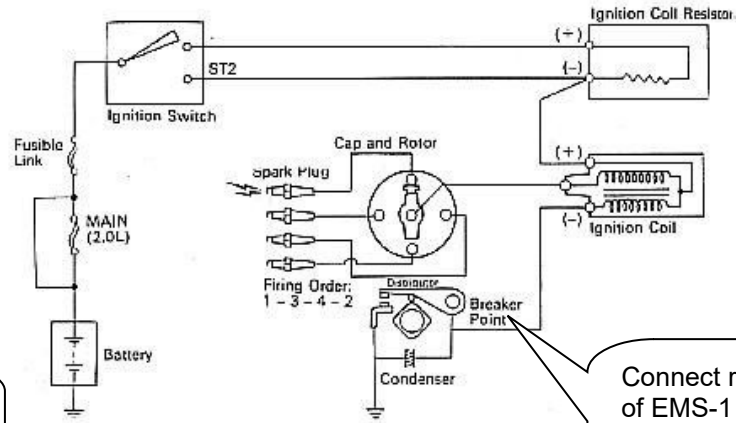 Ignition Coil Resistor
(+)
(-)
ST2
Ignition Switch
Fusible
Link
Cap and Rotor
Spark Plug
(+)
(-)
Ignition Coil
MAIN
(2.0L)
Firing Order:
1 - 3 - 4 - 2
Distributor
Breaker
Point
Battery
Condenser
Connect
of EMS-1